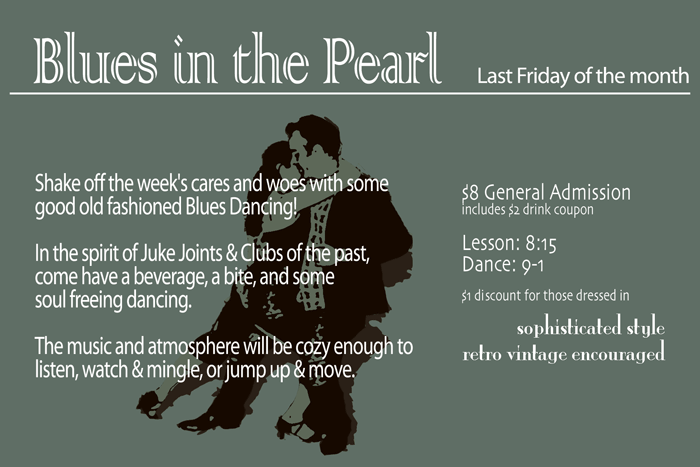 Blues in the Pearl
Last Friday of the month
Shake off the week's cares and woes with some
good old fashioned Blues Dancing!
In the spirit of Juke Joints & Clubs of the past,
come have a beverage, a bite, and some
soul freeing dancing.
The music and atmosphere will be cozy enough to
listen, watch & mingle, or jump up & move.
$8 General Admission
includes $2 drink coupon
Lesson: 8:15
Dance: 9-1
$1 discount for those dressed in
sophisticated style
retro vintage encouraged